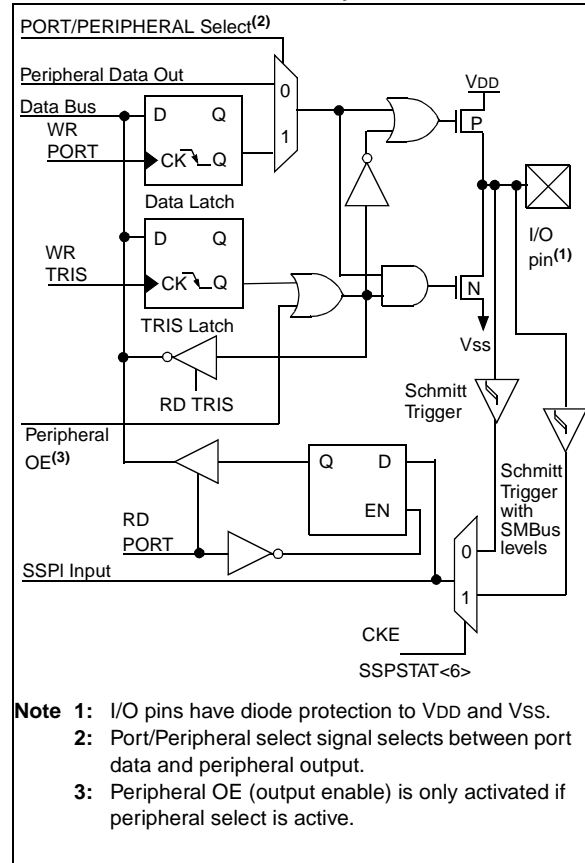 PORT/PERIPHERAL Select(2)
Peripheral Data Out
Data Bus
WR
PORT
D Q
CK Q
Data Latch
0
1
VDD
P
I/O
pin(1)
WR
TRIS
D Q
CK Q
TRIS Latch
N
VSS
RD TRIS
Peripheral
OE(3)
Schmitt
Trigger
Q D
EN
Schmitt
Trigger
with
SMBus
levels
RD
PORT
SSPI Input
0
1
CKE
SSPSTAT<6>
Note 1: I/O pins have diode protection to VDD and VSS.
2: Port/Peripheral select signal selects between port
data and peripheral output.
3: Peripheral OE (output enable) is only activated if
peripheral select is active.